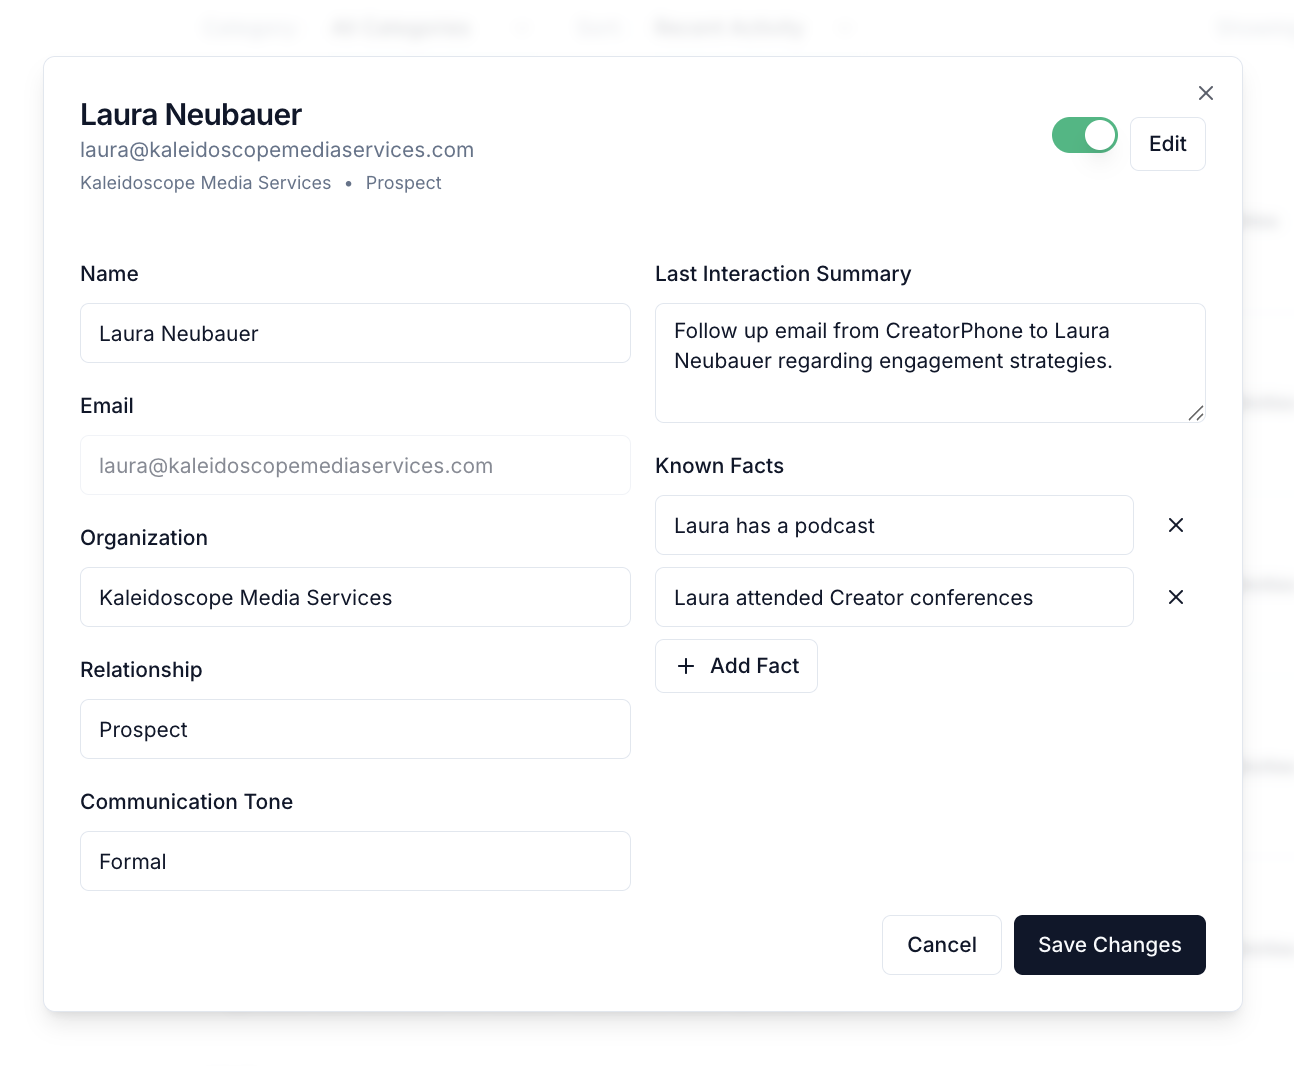 Laura Neubauer
laura@kaleidoscopemediaservices.com
Kaleidoscope Media Services • Prospect
Edit
Name
Laura Neubauer
Email
laura@kaleidoscopemediaservices.com
Organization
Kaleidoscope Media Services
Relationship
Prospect
Communication Tone
Formal
Last Interaction Summary
Follow up email from CreatorPhone to Laura
Neubauer regarding engagement strategies.
Known Facts
Laura has a podcast
Laura attended Creator conferences
Add Fact
Cancel
Save Changes